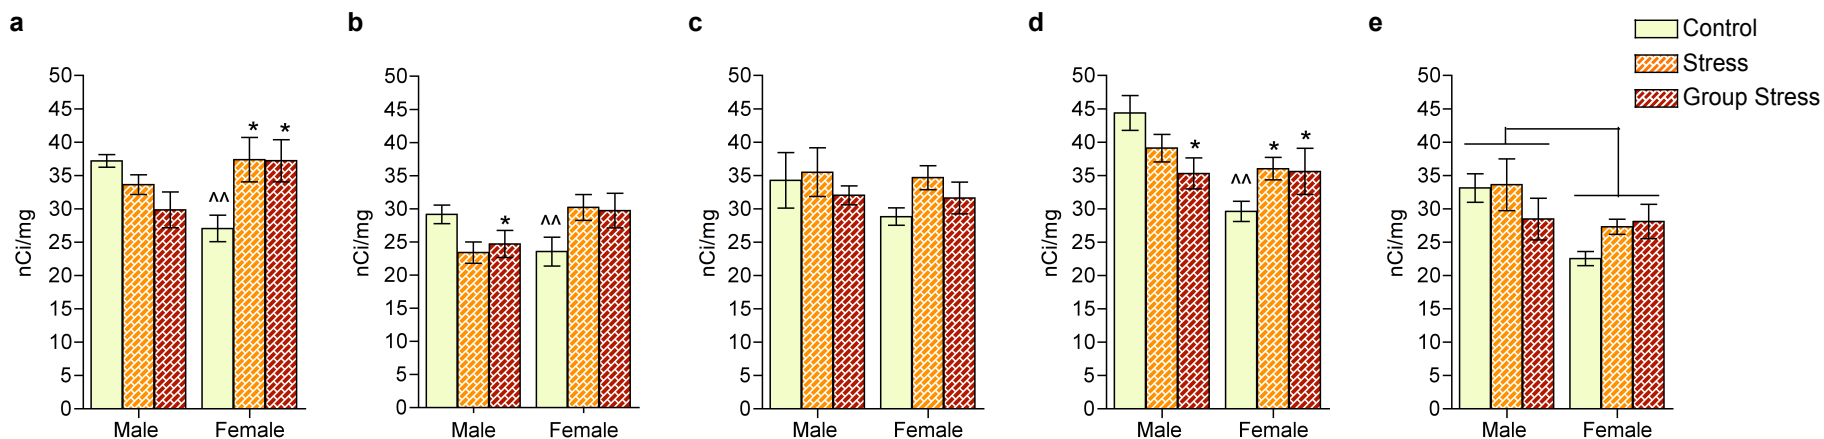 a b c d e
Control
Stress
Group Stress
50 50 50 50 50
45 45 45 45 45
40 40 40 40 40
35 35 35 35 35
30 30 30 30 30
25 25 25 25 25
20 20 20 20 20
15 15 15 15 15
10 10 10 10 10
5 5 5 5 5
0 0 0 0 0
nCi/mg nCi/mg nCi/mg nCi/mg nCi/mg
^^ * *
* ^^
* ^^ * *
Male Female Male Female Male Female Male Female Male Female